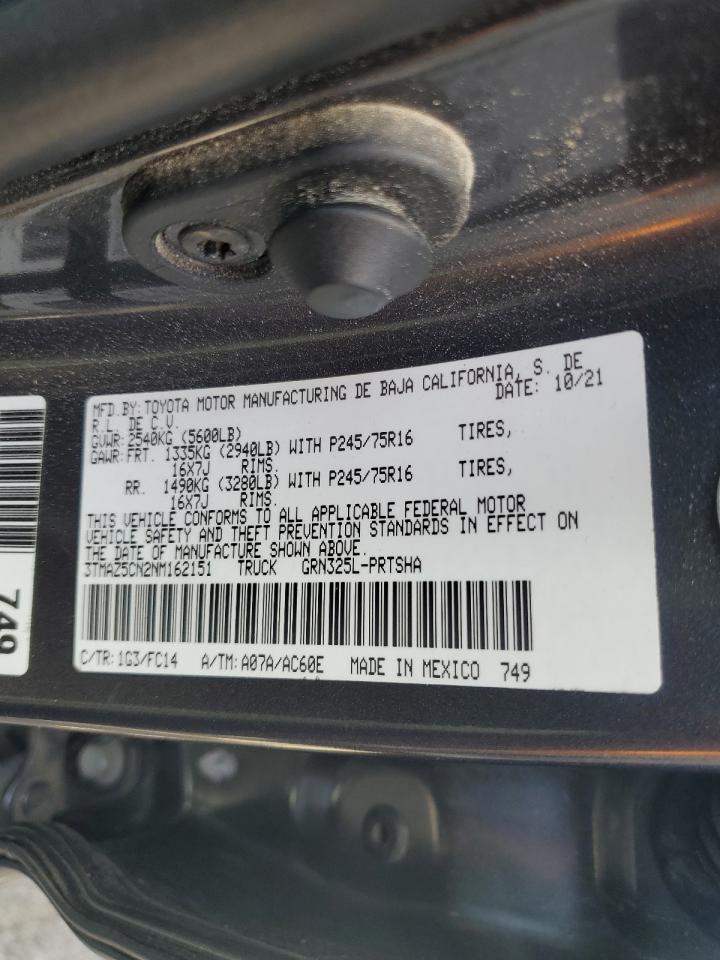 MFD.BY:TOYOTA MOTOR MANUFACTURING DE BAJA CALIFORNIA, S. DE
R.L. DE C.V. DATE: 10/21
GVWR:2540KG (5600LB)
GAWR:FRT. 1335KG (2940LB) WITH P245/75R16 TIRES,
16X7J RIMS.
RR. 1490KG (3280LB) WITH P245/75R16 TIRES,
16X7J RIMS.
THIS VEHICLE CONFORMS TO ALL APPLICABLE FEDERAL MOTOR
VEHICLE SAFETY AND THEFT PREVENTION STANDARDS IN EFFECT ON
THE DATE OF MANUFACTURE SHOWN ABOVE.
3TMAZ5CN2NM162151 TRUCK GRN325L-PRTSHA
C/TR:1G3/FC14 A/TM:A07A/AC60E MADE IN MEXICO 749
749